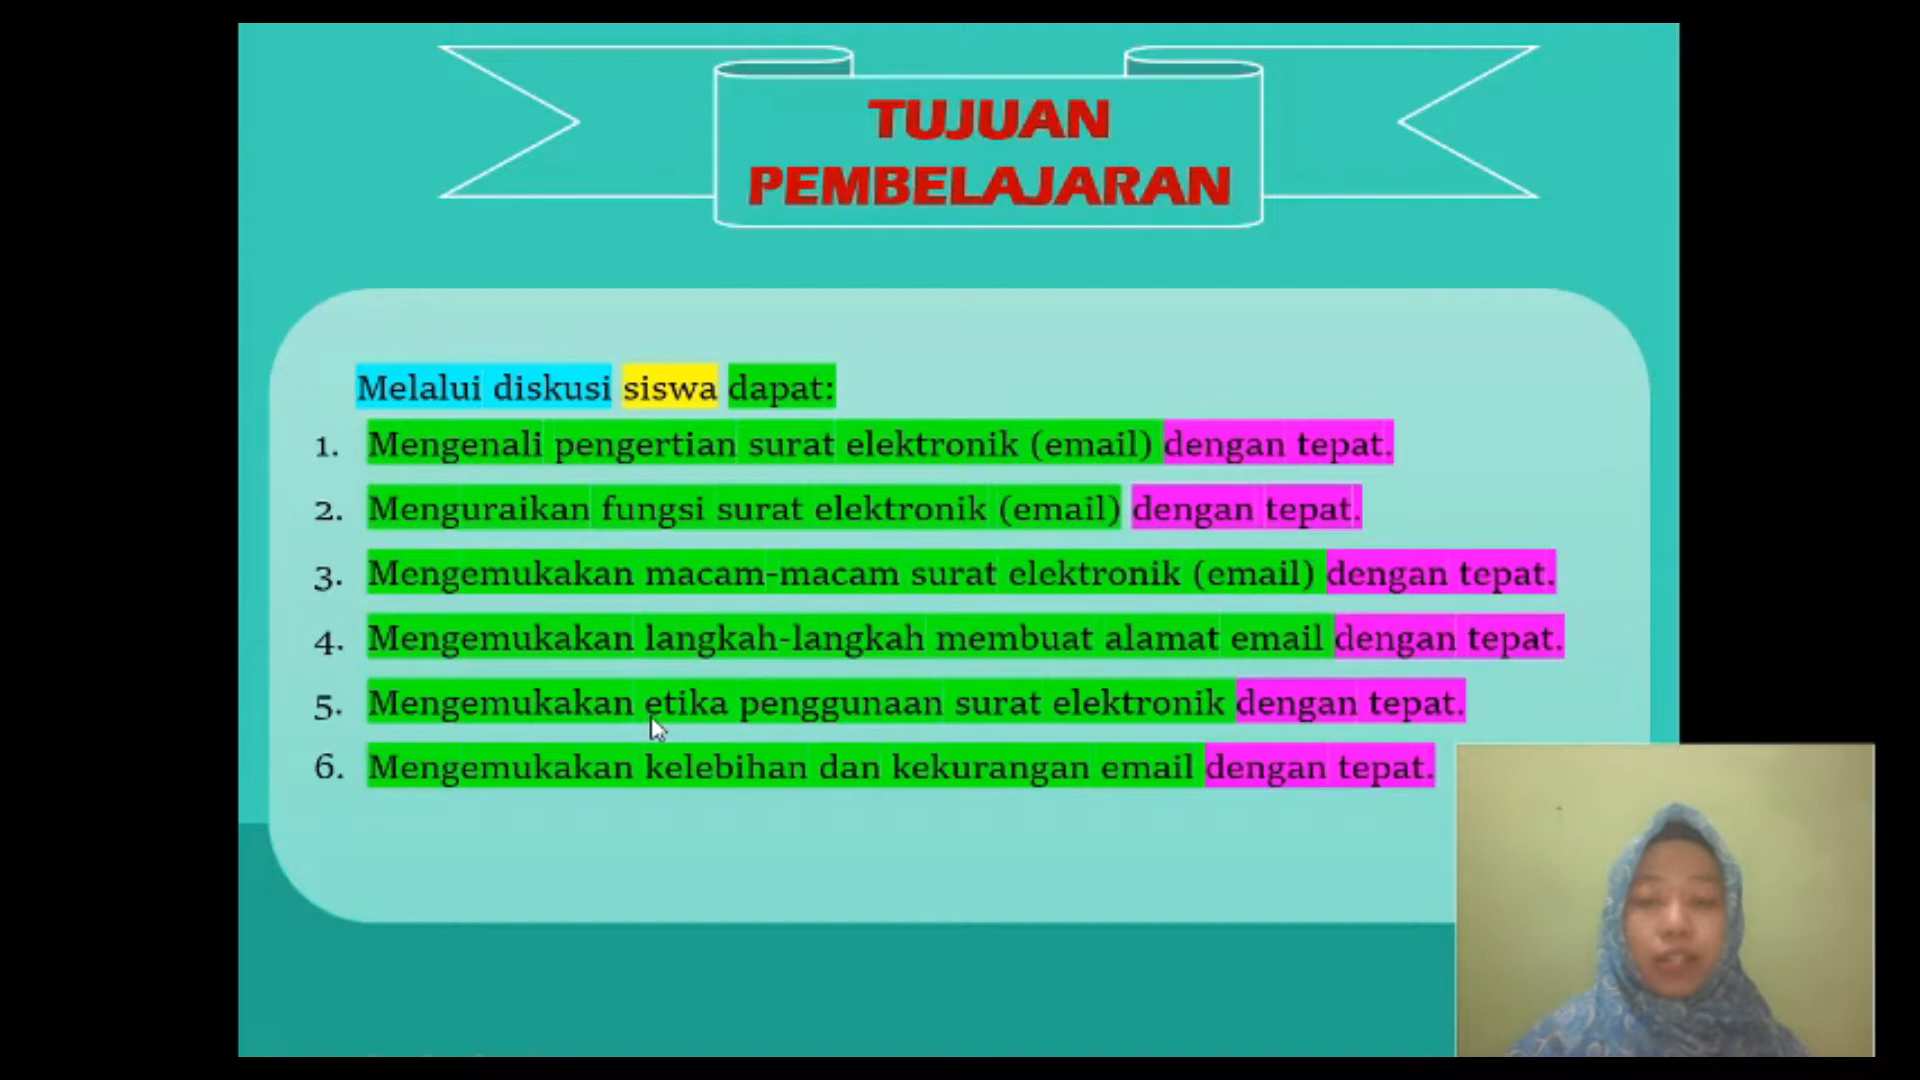 TUJUAN
PEMBELAJARAN
Melalui diskusi siswa dapat:
1. Mengenali pengertian surat elektronik (email) dengan tepat.
2. Menguraikan fungsi surat elektronik (email) dengan tepat.
3. Mengemukakan macam-macam surat elektronik (email) dengan tepat.
4. Mengemukakan langkah-langkah membuat alamat email dengan tepat.
5. Mengemukakan etika penggunaan surat elektronik dengan tepat.
6. Mengemukakan kelebihan dan kekurangan email dengan tepat.